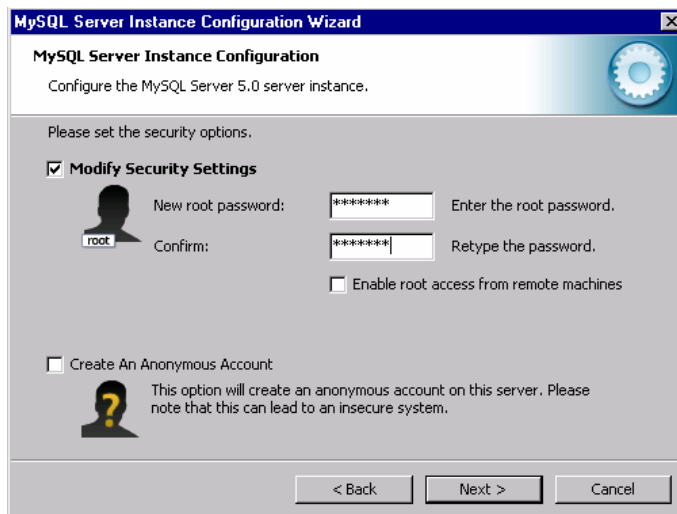 MySQL Server Instance Configuration Wizard
MySQL Server Instance Configuration
Configure the MySQL Server 5.0 server instance.
Please set the security options.
Modify Security Settings
root
New root password: ******* Enter the root password.
Confirm: ******* Retype the password.
Enable root access from remote machines
Create An Anonymous Account
?
This option will create an anonymous account on this server. Please
note that this can lead to an insecure system.
< Back Next > Cancel